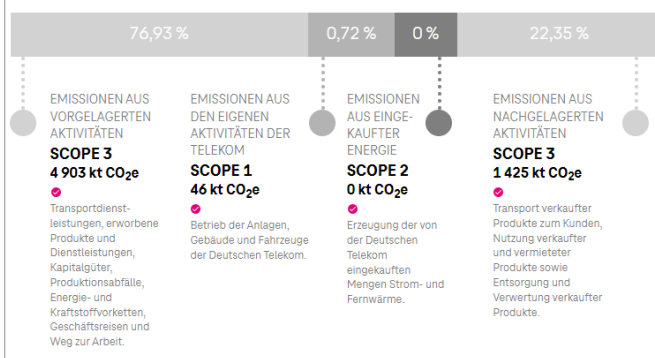 76,93 %
0,72 %
0 %
22,35 %
EMISSIONEN AUS
VORGELAGERTEN
AKTIVITÄTEN
SCOPE 3
4 903 kt CO₂e
Transportdienst-
leistungen, erworbene
Produkte und
Dienstleistungen,
Kapitalgüter,
Produktionsabfälle,
Energie- und
Kraftstoffvorketten,
Geschäftsreisen und
Weg zur Arbeit.
EMISSIONEN AUS
DEN EIGENEN
AKTIVITÄTEN DER
TELEKOM
SCOPE 1
46 kt CO₂e
Betrieb der Anlagen,
Gebäude und Fahrzeuge
der Deutschen Telekom.
EMISSIONEN
AUS EINGE-
KAUFTER
ENERGIE
SCOPE 2
0 kt CO₂e
Erzeugung der von
der Deutschen
Telekom
eingekauften
Mengen Strom- und
Fernwärme.
EMISSIONEN AUS
NACHGELAGERTEN
AKTIVITÄTEN
SCOPE 3
1 425 kt CO₂e
Transport verkaufter
Produkte zum Kunden,
Nutzung verkaufter
und vermieteter
Produkte sowie
Entsorgung und
Verwertung verkaufter
Produkte.